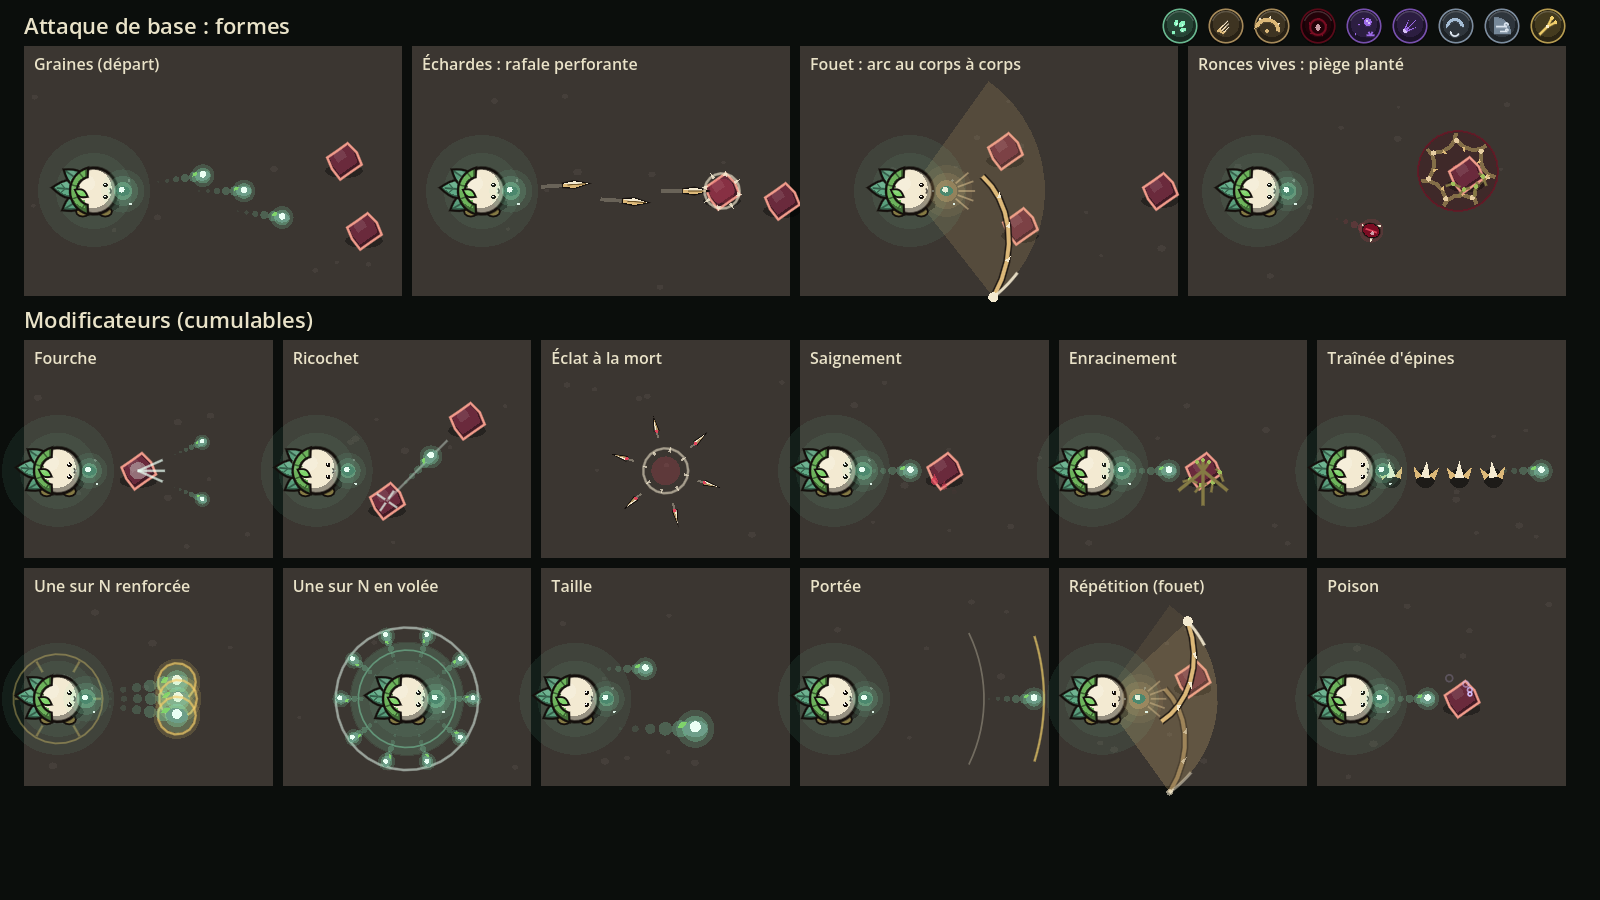 Attaque de base : formes
Graines (départ)
Échardes : rafale perforante
Fouet : arc au corps à corps
Ronces vives : piège planté
Modificateurs (cumulables)
Fourche
Ricochet
Éclat à la mort
Saignement
Enracinement
Traînée d'épines
Une sur N renforcée
Une sur N en volée
Taille
Portée
Répétition (fouet)
Poison